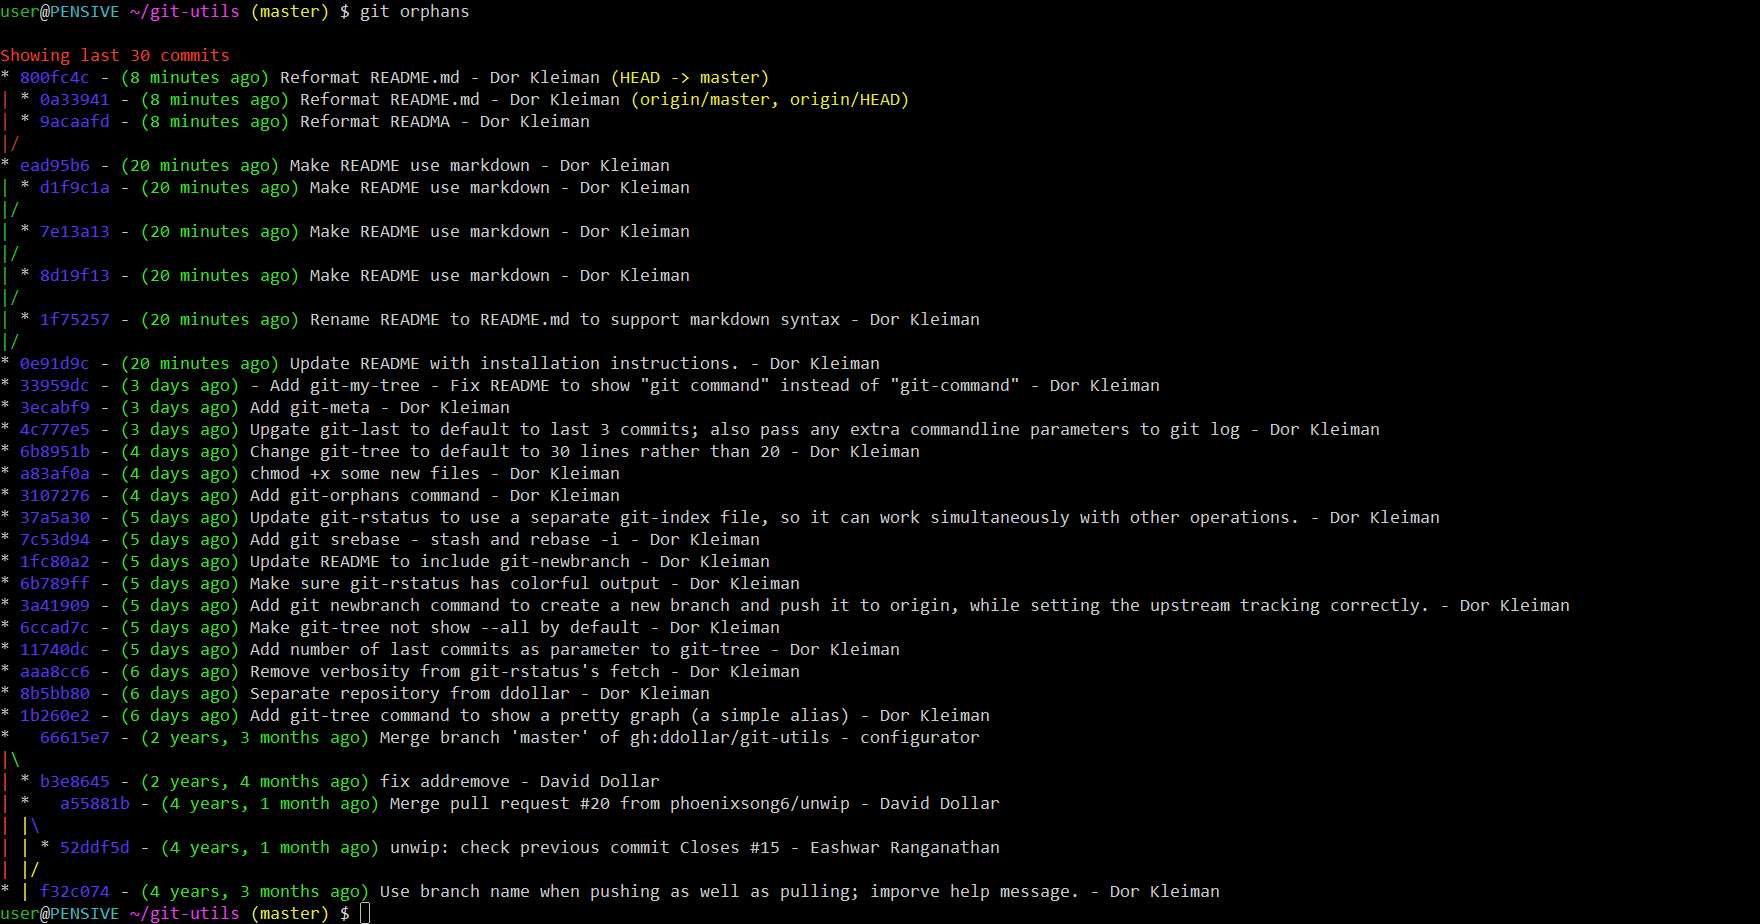 user@PENSIVE ~/git-utils (master) $ git orphans
Showing last 30 commits
* 800fc4c - (8 minutes ago) Reformat README.md - Dor Kleiman (HEAD -> master)
| * 0a33941 - (8 minutes ago) Reformat README.md - Dor Kleiman (origin/master, origin/HEAD)
| * 9acaafd - (8 minutes ago) Reformat READMA - Dor Kleiman
|/
* ead95b6 - (20 minutes ago) Make README use markdown - Dor Kleiman
| * d1f9c1a - (20 minutes ago) Make README use markdown - Dor Kleiman
|/
| * 7e13a13 - (20 minutes ago) Make README use markdown - Dor Kleiman
|/
| * 8d19f13 - (20 minutes ago) Make README use markdown - Dor Kleiman
|/
| * 1f75257 - (20 minutes ago) Rename README to README.md to support markdown syntax - Dor Kleiman
|/
* 0e91d9c - (20 minutes ago) Update README with installation instructions. - Dor Kleiman
* 33959dc - (3 days ago) - Add git-my-tree - Fix README to show "git command" instead of "git-command" - Dor Kleiman
* 3ecabf9 - (3 days ago) Add git-meta - Dor Kleiman
* 4c777e5 - (3 days ago) Upgate git-last to default to last 3 commits; also pass any extra commandline parameters to git log - Dor Kleiman
* 6b8951b - (4 days ago) Change git-tree to default to 30 lines rather than 20 - Dor Kleiman
* a83af0a - (4 days ago) chmod +x some new files - Dor Kleiman
* 3107276 - (4 days ago) Add git-orphans command - Dor Kleiman
* 37a5a30 - (5 days ago) Update git-rstatus to use a separate git-index file, so it can work simultaneously with other operations. - Dor Kleiman
* 7c53d94 - (5 days ago) Add git srebase - stash and rebase -i - Dor Kleiman
* 1fc80a2 - (5 days ago) Update README to include git-newbranch - Dor Kleiman
* 6b789ff - (5 days ago) Make sure git-rstatus has colorful output - Dor Kleiman
* 3a41909 - (5 days ago) Add git newbranch command to create a new branch and push it to origin, while setting the upstream tracking correctly. - Dor Kleiman
* 6ccad7c - (5 days ago) Make git-tree not show --all by default - Dor Kleiman
* 11740dc - (5 days ago) Add number of last commits as parameter to git-tree - Dor Kleiman
* aaa8cc6 - (6 days ago) Remove verbosity from git-rstatus's fetch - Dor Kleiman
* 8b5bb80 - (6 days ago) Separate repository from ddollar - Dor Kleiman
* 1b260e2 - (6 days ago) Add git-tree command to show a pretty graph (a simple alias) - Dor Kleiman
*   66615e7 - (2 years, 3 months ago) Merge branch 'master' of gh:ddollar/git-utils - configurator
|\
| * b3e8645 - (2 years, 4 months ago) fix addremove - David Dollar
| *   a55881b - (4 years, 1 month ago) Merge pull request #20 from phoenixsong6/unwip - David Dollar
| |\
| | * 52ddf5d - (4 years, 1 month ago) unwip: check previous commit Closes #15 - Eashwar Ranganathan
| |/
* | f32c074 - (4 years, 3 months ago) Use branch name when pushing as well as pulling; imporve help message. - Dor Kleiman
user@PENSIVE ~/git-utils (master) $